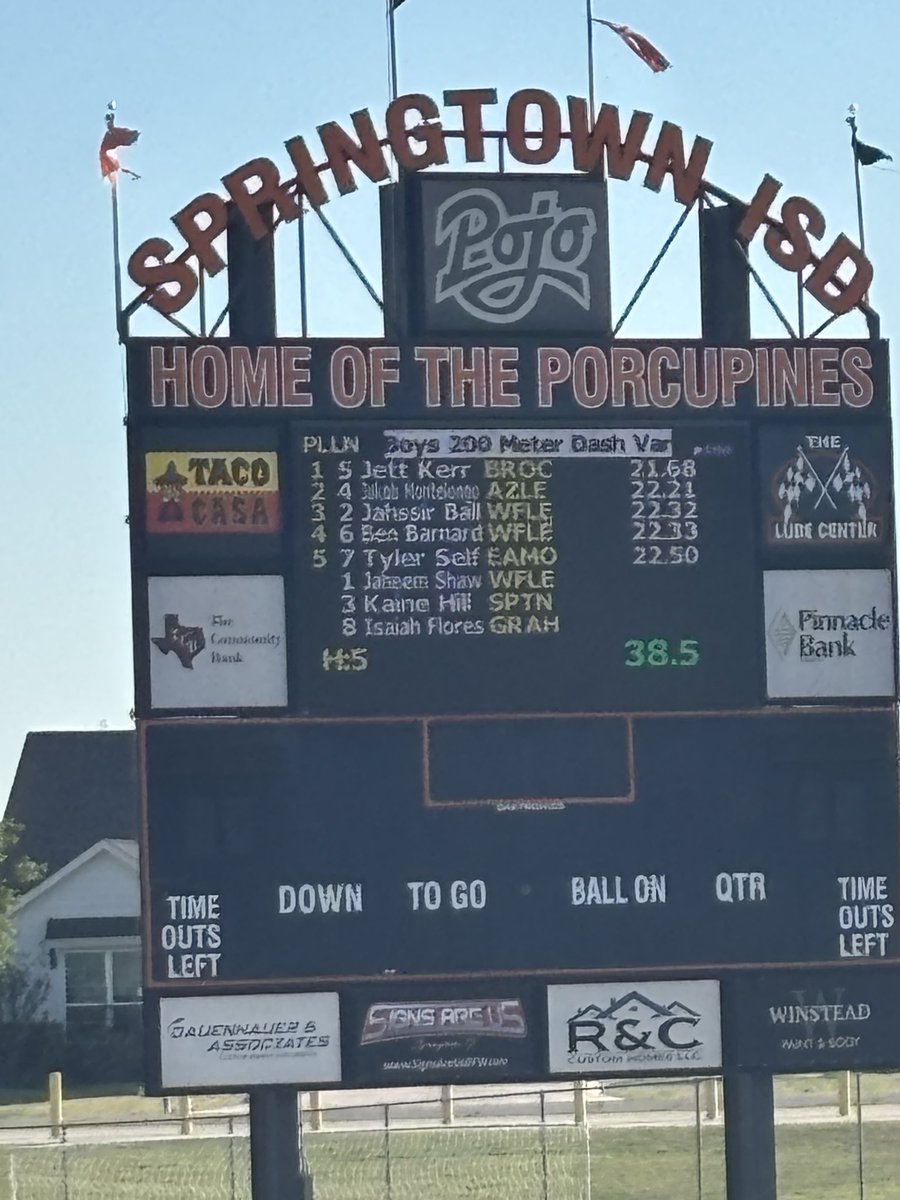 SPRINGTOWN ISD
Pojo
HOME OF THE PORCUPINES
TACO
CASA
PL LN Boys 200 Meter Dash Var
1 5 Jett Kerr BROC 21.68
2 4 AZLE 22.21
3 2 Jahssir Ball WFLE 22.32
4 6 Ben Barnard WFLE 22.33
5 7 Tyler Self EAMO 22.50
1 Jaheem Shaw WFLE
3 Kaine Hill SPTN
8 Isaiah Flores GRAH
H:5 38.5
THE
LUBE CENTER
The
Community
Bank
Pinnacle
Bank
DOWN TO GO BALL ON QTR
TIME
OUTS
LEFT
TIME
OUTS
LEFT
ASSOCIATES
SIGNS ARE US
R&C
CUSTOM HOMES LLC
WINSTEAD
PAINT & BODY